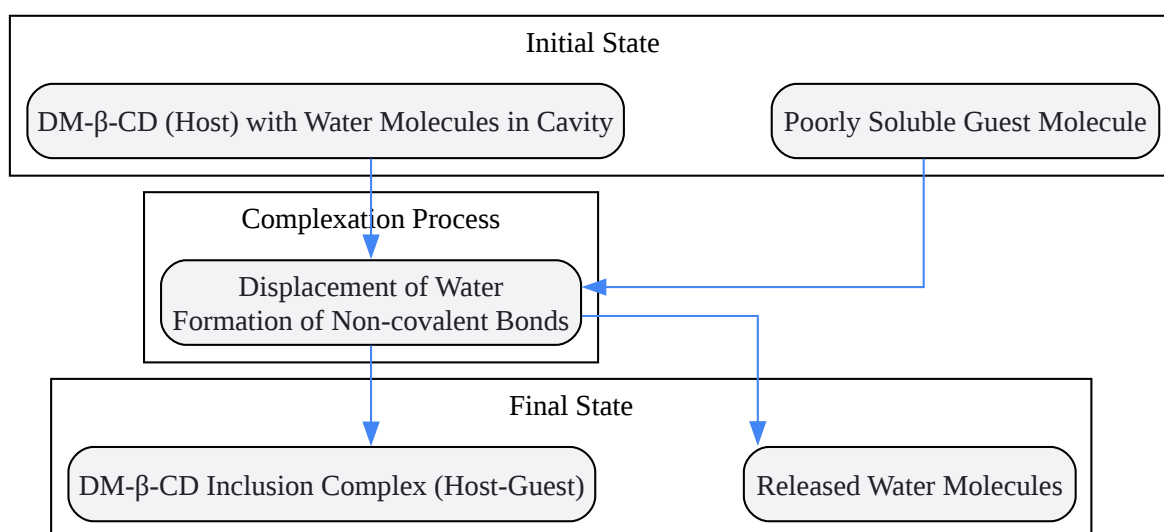 Initial State
DM-β-CD (Host) with Water Molecules in Cavity
Poorly Soluble Guest Molecule
Complexation Process
Displacement of Water
Formation of Non-covalent Bonds
Final State
DM-β-CD Inclusion Complex (Host-Guest)
Released Water Molecules